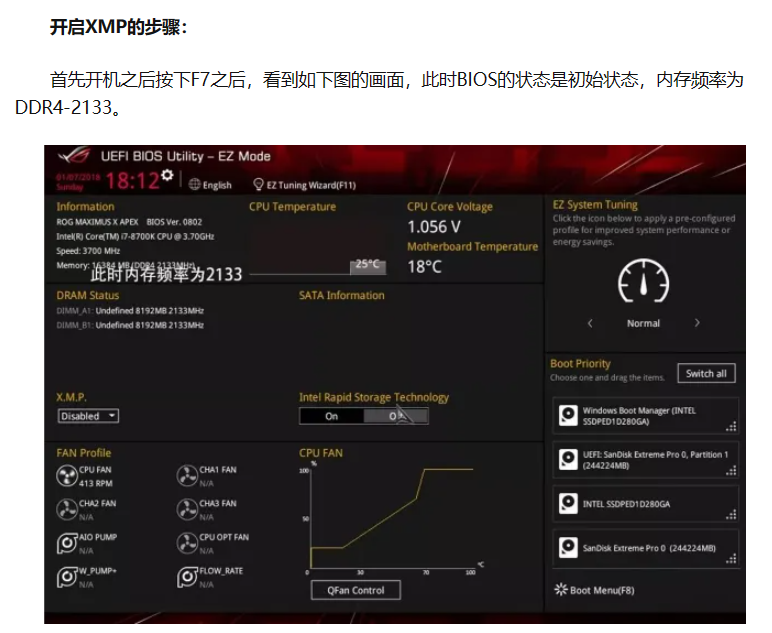 开启XMP的步骤：
首先开机之后按下F7之后，看到如下图的画面，此时BIOS的状态是初始状态，内存频率为
DDR4-2133。
UEFI BIOS Utility – EZ Mode
01/07/2018
Sunday
18:12
English
EZ Tuning Wizard(F11)
Information
ROG MAXIMUS X APEX BIOS Ver. 0802
Intel(R) Core(TM) i7-8700K CPU @ 3.70GHz
Speed: 3700 MHz
Memory: 16384 MB (DDR4 2133MHz)
此时内存频率为2133
CPU Temperature
25°C
CPU Core Voltage
1.056 V
Motherboard Temperature
18°C
EZ System Tuning
Click the icon below to apply a pre-configured
profile for improved system performance or
energy savings.
Normal
DRAM Status
DIMM_A1: Undefined 8192MB 2133MHz
DIMM_B1: Undefined 8192MB 2133MHz
SATA Information
X.M.P.
Disabled
Intel Rapid Storage Technology
On
Boot Priority
Choose one and drag the items.
Switch all
Windows Boot Manager (INTEL
SSDPED1D280GA)
UEFI: SanDisk Extreme Pro 0, Partition 1
(244224MB)
INTEL SSDPED1D280GA
SanDisk Extreme Pro 0 (244224MB)
Boot Menu(F8)
FAN Profile
CPU FAN
413 RPM
CHA1 FAN
N/A
CHA2 FAN
N/A
CHA3 FAN
N/A
AIO PUMP
N/A
CPU OPT FAN
N/A
W_PUMP+
N/A
FLOW_RATE
N/A
CPU FAN
%
100
50
0
30
70
100
°C
QFan Control